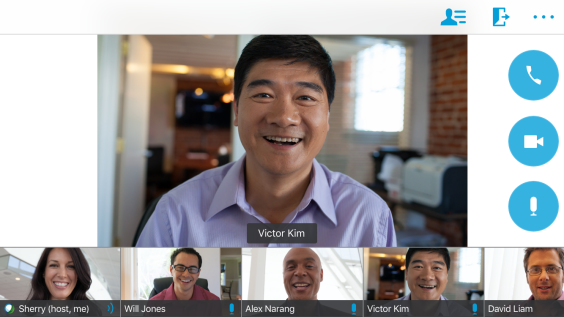 Victor Kim
Sherry (host, me)
Will Jones
Alex Narang
Victor Kim
David Liam